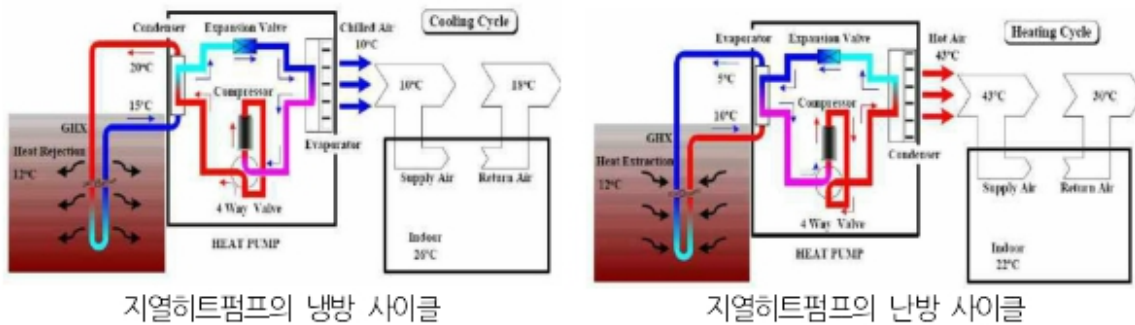 Cooling Cycle
Condenser
Expansion Valve
Chilled Air
10℃
20℃
15℃
Compressor
10℃
18℃
GHX
Heat Rejection
12℃
Evaporator
Supply Air
Return Air
4 Way Valve
HEAT PUMP
Indoor
26℃
지열히트펌프의 냉방 사이클
Heating Cycle
Evaporator
Expansion Valve
Hot Air
43℃
5℃
10℃
Compressor
43℃
30℃
GHX
Heat Extraction
12℃
Condenser
Supply Air
Return Air
4 Way Valve
HEAT PUMP
Indoor
22℃
지열히트펌프의 난방 사이클